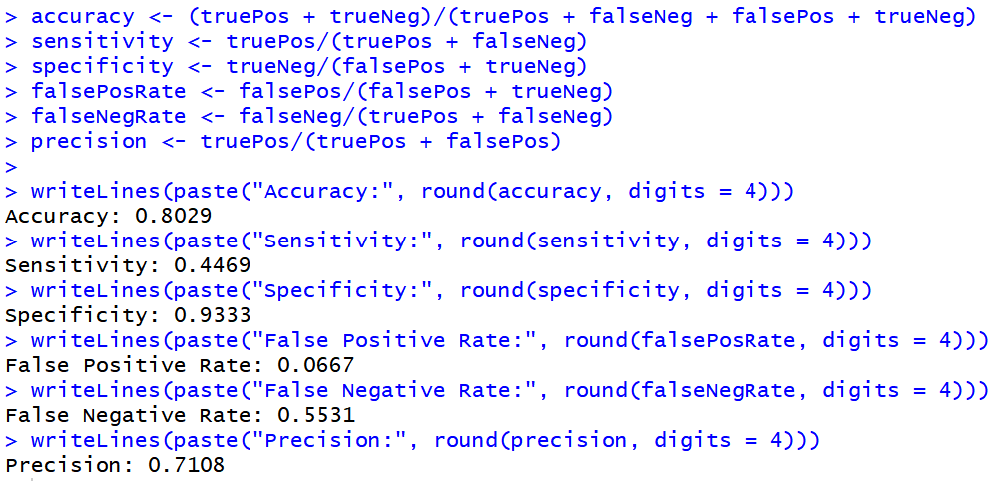 > accuracy <- (truePos + trueNeg)/(truePos + falseNeg + falsePos + trueNeg)
> sensitivity <- truePos/(truePos + falseNeg)
> specificity <- trueNeg/(falsePos + trueNeg)
> falsePosRate <- falsePos/(falsePos + trueNeg)
> falseNegRate <- falseNeg/(truePos + falseNeg)
> precision <- truePos/(truePos + falsePos)
>
> writeLines(paste("Accuracy:", round(accuracy, digits = 4)))
Accuracy: 0.8029
> writeLines(paste("Sensitivity:", round(sensitivity, digits = 4)))
Sensitivity: 0.4469
> writeLines(paste("Specificity:", round(specificity, digits = 4)))
Specificity: 0.9333
> writeLines(paste("False Positive Rate:", round(falsePosRate, digits = 4)))
False Positive Rate: 0.0667
> writeLines(paste("False Negative Rate:", round(falseNegRate, digits = 4)))
False Negative Rate: 0.5531
> writeLines(paste("Precision:", round(precision, digits = 4)))
Precision: 0.7108